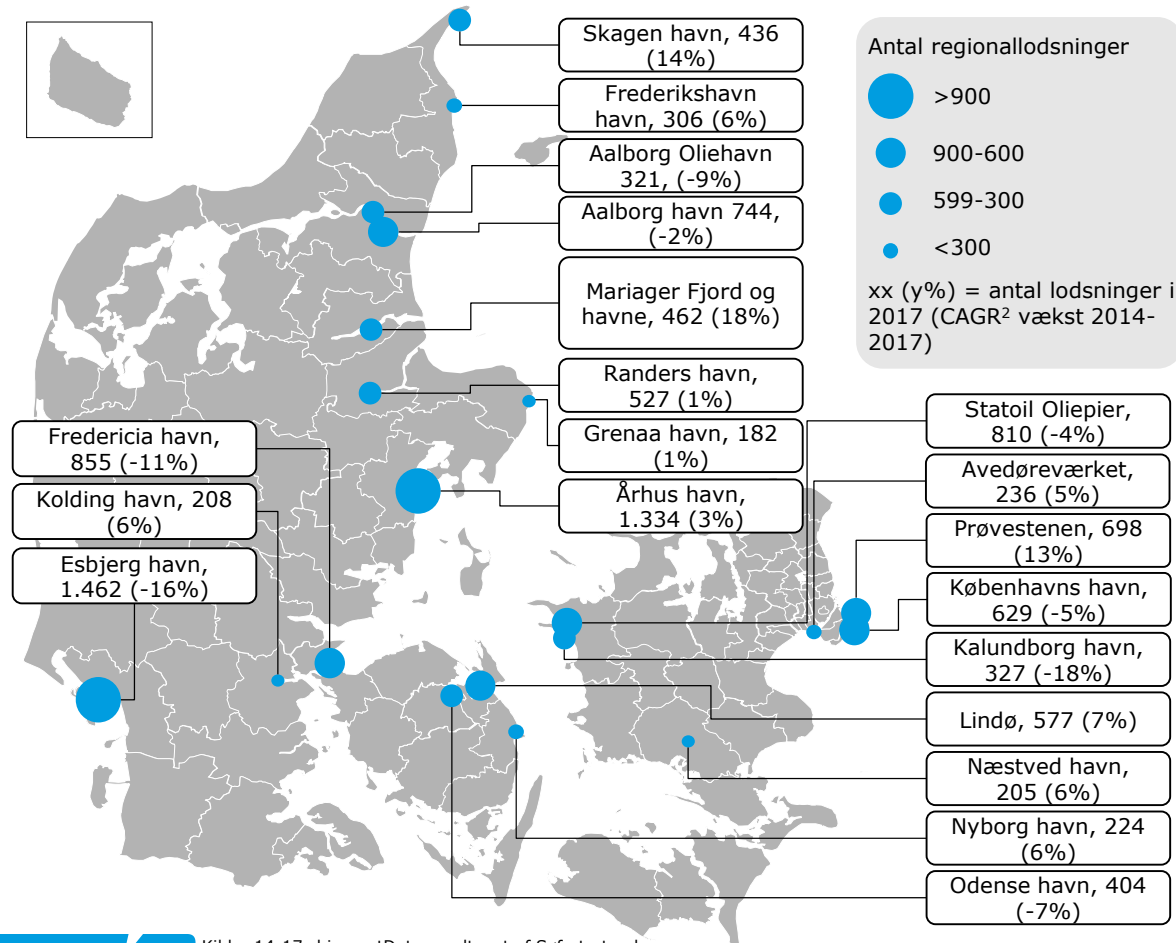 Skagen havn, 436
(14%)
Frederikshavn
havn, 306 (6%)
Aalborg Oliehavn
321, (-9%)
Aalborg havn 744,
(-2%)
Mariager Fjord og
havne, 462 (18%)
Randers havn,
527 (1%)
Grenaa havn, 182
(1%)
Århus havn,
1.334 (3%)
Fredericia havn,
855 (-11%)
Kolding havn, 208
(6%)
Esbjerg havn,
1.462 (-16%)
Antal regionallodsninger
>900
900-600
599-300
<300
xx (y%) = antal lodsninger i
2017 (CAGR² vækst 2014-
2017)
Statoil Oliepier,
810 (-4%)
Avedøreværket,
236 (5%)
Prøvestenen, 698
(13%)
Københavns havn,
629 (-5%)
Kalundborg havn,
327 (-18%)
Lindø, 577 (7%)
Næstved havn,
205 (6%)
Nyborg havn, 224
(6%)
Odense havn, 404
(-7%)